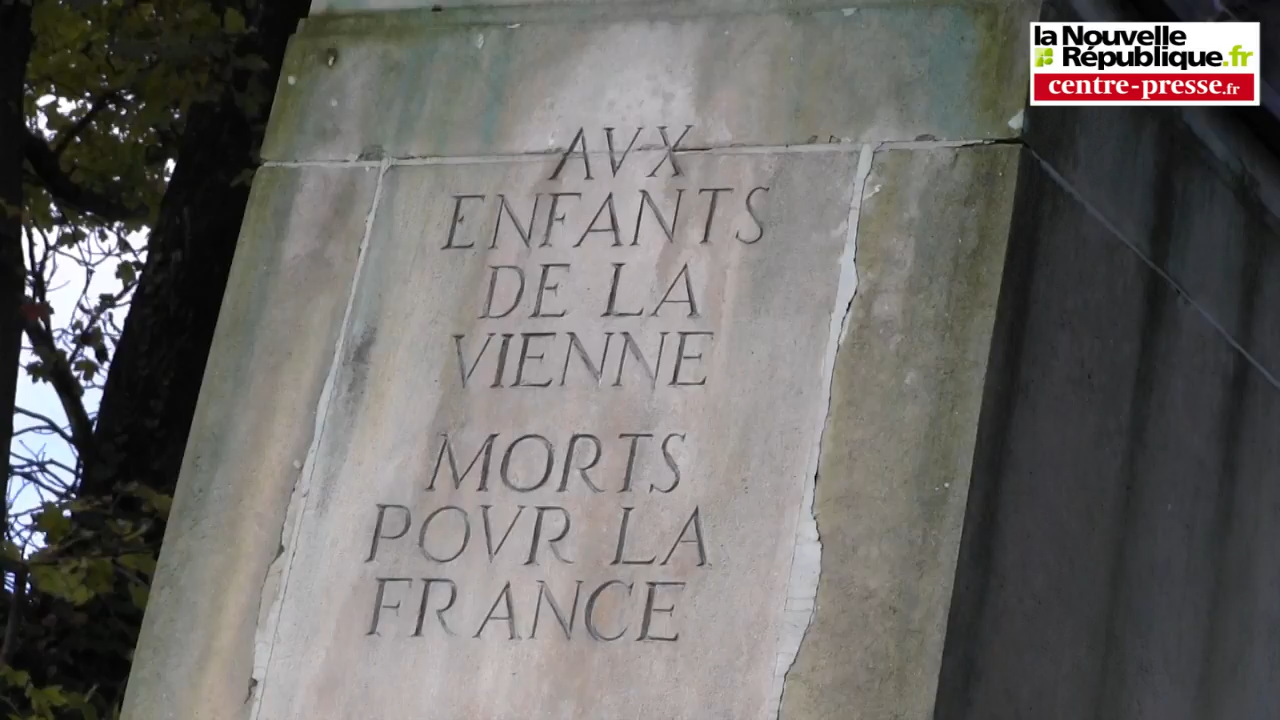 la Nouvelle
République.fr
centre-presse.fr
AVX
ENFANTS
DE LA
VIENNE
MORTS
POVR LA
FRANCE